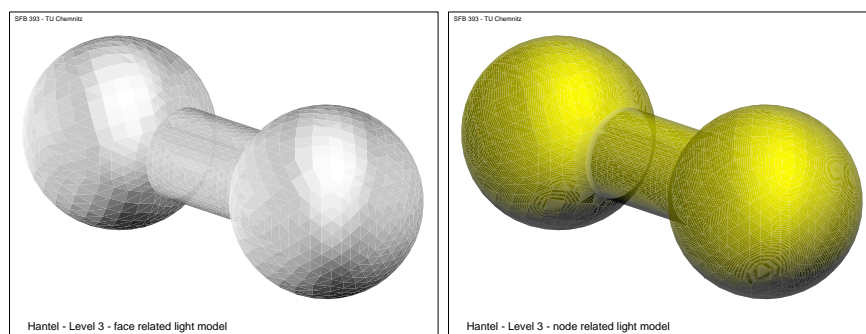 SFB 393 - TU Chemnitz
Hantel - Level 3 - face related light model
SFB 393 - TU Chemnitz
Hantel - Level 3 - node related light model